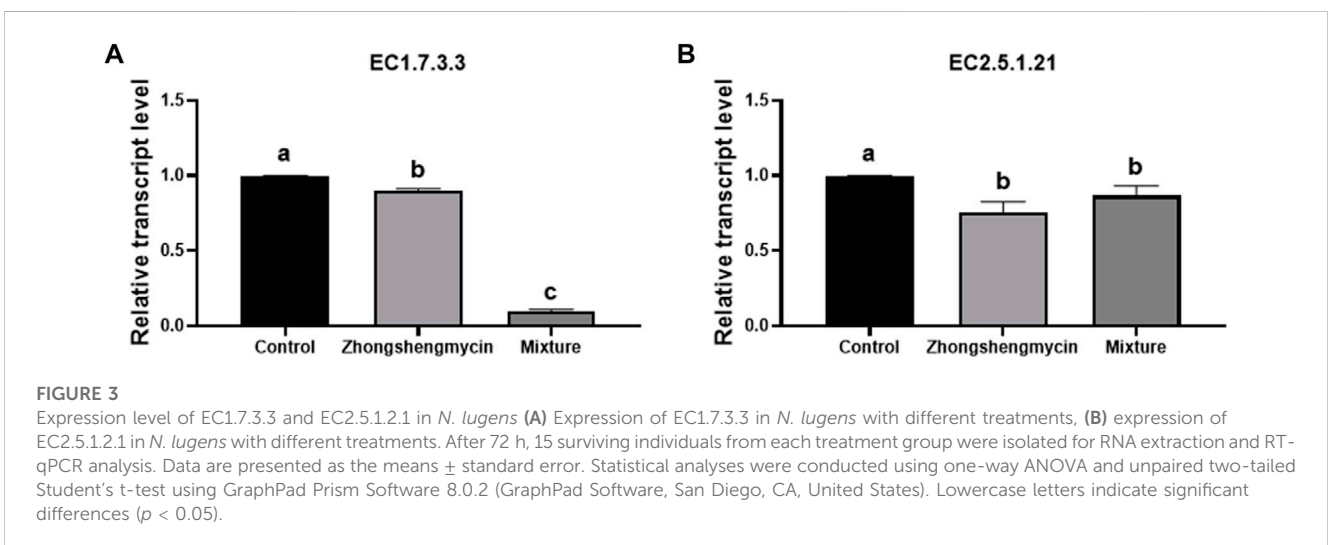 A
EC1.7.3.3
Relative transcript level
1.5
1.0
0.5
0.0
a
b
c
Control Zhongshengmycin Mixture
B
EC2.5.1.21
Relative transcript level
1.5
1.0
0.5
0.0
a
b
b
Control Zhongshengmycin Mixture
FIGURE 3
Expression level of EC1.7.3.3 and EC2.5.1.2.1 in N. lugens (A) Expression of EC1.7.3.3 in N. lugens with different treatments, (B) expression of
EC2.5.1.2.1 in N. lugens with different treatments. After 72 h, 15 surviving individuals from each treatment group were isolated for RNA extraction and RT-
qPCR analysis. Data are presented as the means ± standard error. Statistical analyses were conducted using one-way ANOVA and unpaired two-tailed
Student’s t-test using GraphPad Prism Software 8.0.2 (GraphPad Software, San Diego, CA, United States). Lowercase letters indicate significant
differences (p < 0.05).